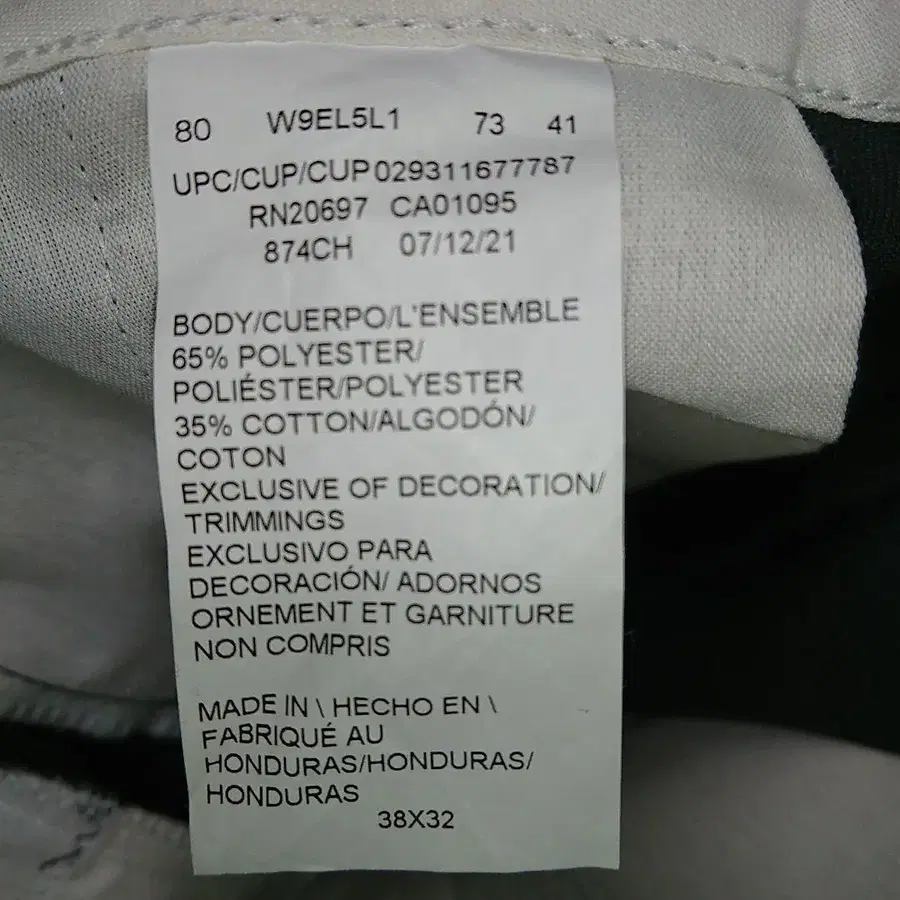 80 W9EL5L1 73 41
UPC/CUP/CUP029311677787
RN20697 CA01095
874CH 07/12/21
BODY/CUERPO/L'ENSEMBLE
65% POLYESTER/
POLIÉSTER/POLYESTER
35% COTTON/ALGODÓN/
COTON
EXCLUSIVE OF DECORATION/
TRIMMINGS
EXCLUSIVO PARA
DECORACIÓN/ ADORNOS
ORNEMENT ET GARNITURE
NON COMPRIS
MADE IN \ HECHO EN \
FABRIQUÉ AU
HONDURAS/HONDURAS/
HONDURAS
38X32